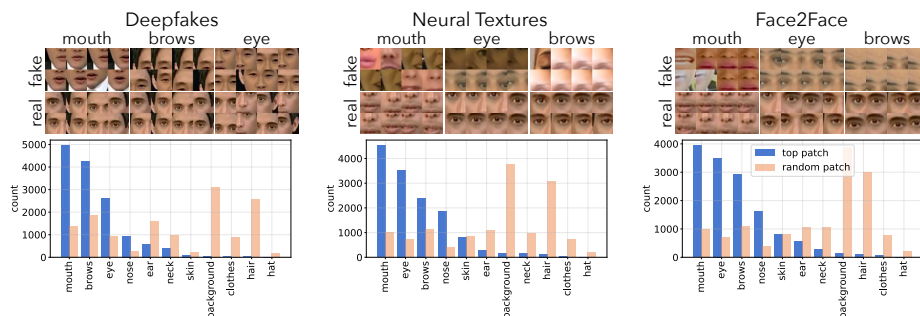 Deepfakes
mouth brows eye
fake
real
5000
4000
3000
2000
1000
0
count
mouth
brows
eye
nose
ear
neck
skin
background
clothes
hair
hat
Neural Textures
mouth eye brows
fake
real
4000
3000
2000
1000
0
count
mouth
eye
brows
nose
skin
ear
background
neck
hair
clothes
hat
Face2Face
mouth eye brows
fake
real
4000
3000
2000
1000
0
count
top patch
random patch
mouth
eye
brows
nose
skin
ear
neck
background
hair
clothes
hat